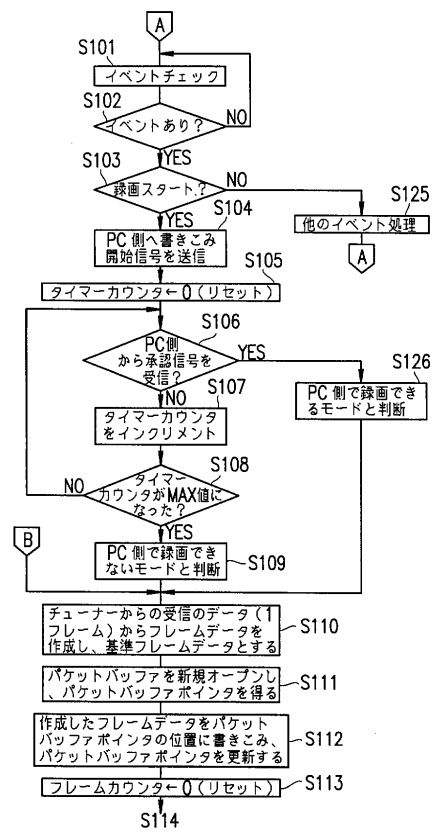 A
S101
イベントチェック
S102
イベントあり?
NO
YES
S103
録画スタート?
NO
YES
S125
他のイベント処理
A
S104
PC側へ書きこみ
開始信号を送信
S105
タイマーカウンタ←0(リセット)
S106
PC側
から承認信号を
受信?
YES
NO
S126
PC側で録画でき
るモードと判断
S107
タイマーカウンタ
をインクリメント
S108
タイマー
カウンタがMAX値に
なった?
NO
YES
B
PC側で録画でき
ないモードと判断
S109
チューナーからの受信のデータ(1
フレーム)からフレームデータを
作成し、基準フレームデータとする
S110
パケットバッファを新規オープンし
、パケットバッファポインタを得る
S111
作成したフレームデータをパケット
バッファポインタの位置に書きこみ、
パケットバッファポインタを更新する
S112
フレームカウンタ←0(リセット)
S113
S114